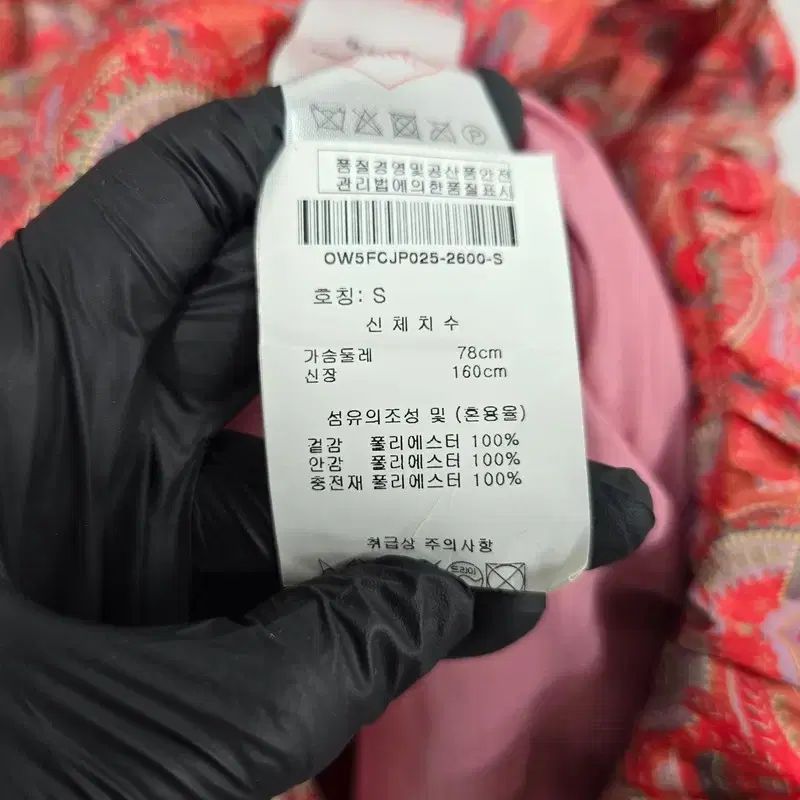 P
품질경영및공산품안전
관리법에의한품질표시
OW5FCJP025-2600-S
호칭: S
신체치수
가슴둘레 78cm
신장 160cm
섬유의조성 및 (혼용율)
겉감 폴리에스터 100%
안감 폴리에스터 100%
충전재 폴리에스터 100%
취급상 주의사항
드라이